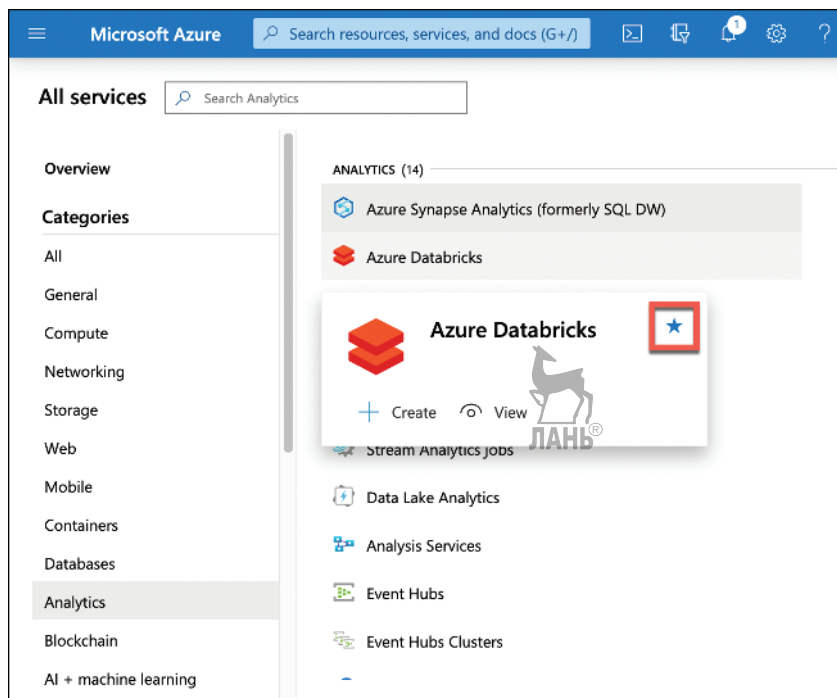 Microsoft Azure
Search resources, services, and docs (G+/)
1
?
All services
Search Analytics
Overview
Categories
All
General
Compute
Networking
Storage
Web
Mobile
Containers
Databases
Analytics
Blockchain
AI + machine learning
ANALYTICS (14)
Azure Synapse Analytics (formerly SQL DW)
Azure Databricks
Azure Databricks
Create
View
ЛАНЬ®
Stream Analytics jobs
Data Lake Analytics
Analysis Services
Event Hubs
Event Hubs Clusters